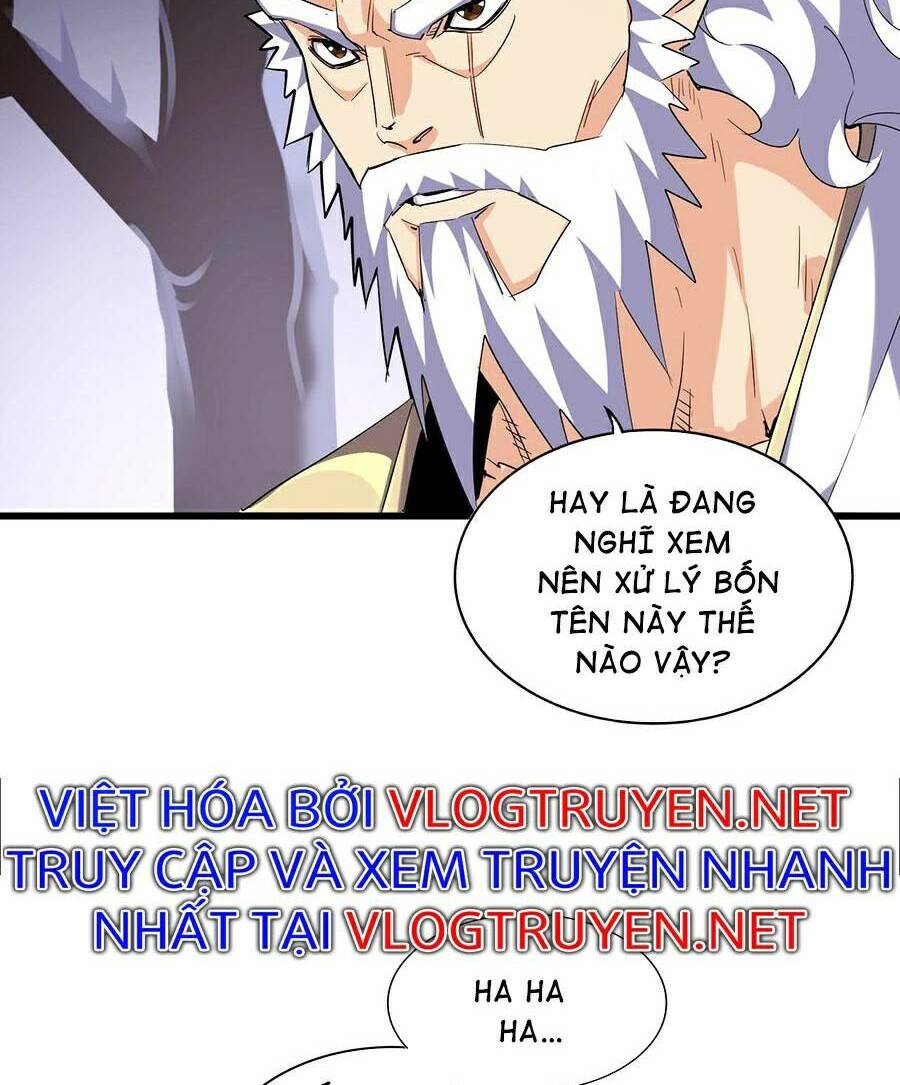 HAY LÀ ĐANG
NGHĨ XEM
NÊN XỬ LÝ BỐN
TÊN NÀY THẾ
NÀO VẬY?
VIỆT HÓA BỞI VLOGTRUYEN.NET
TRUY CẬP VÀ XEM TRUYỆN NHANH
NHẤT TẠI VLOGTRUYEN.NET
HA HA
HA...